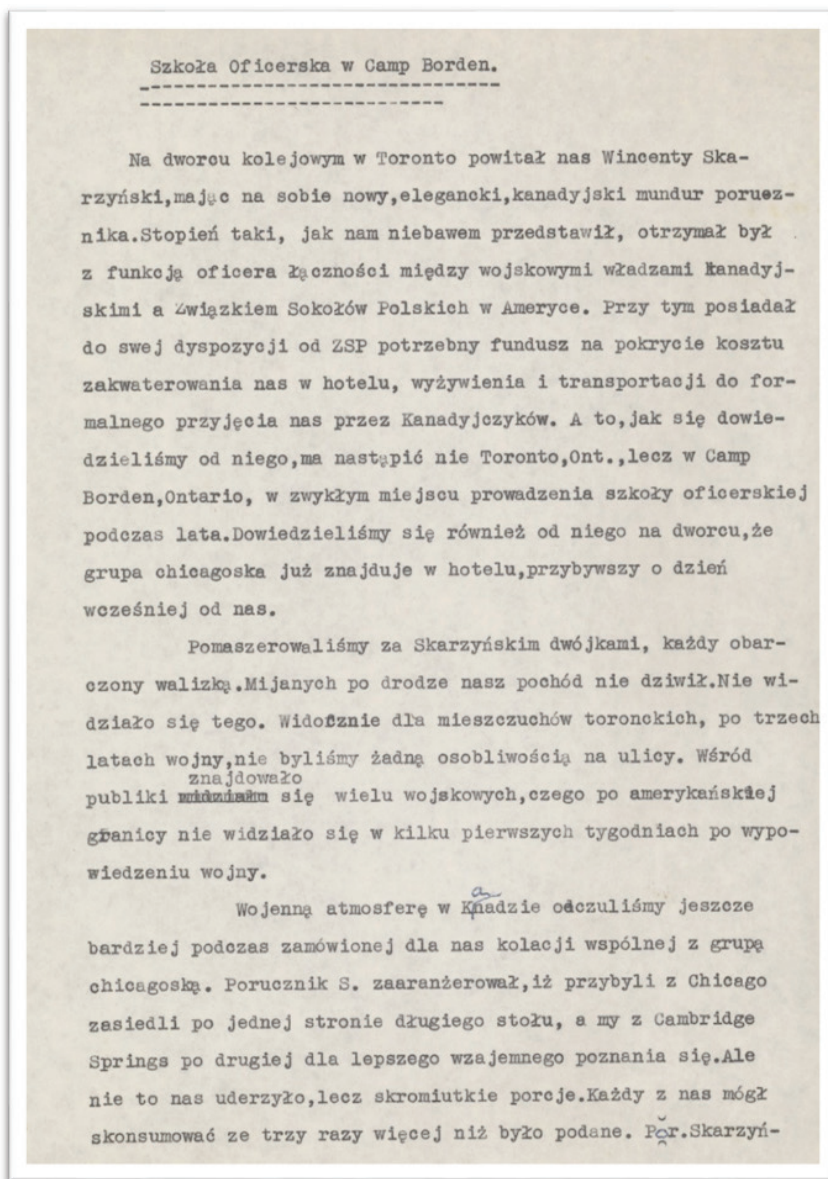 Szkoła Oficerska w Camp Borden.
Na dworcu kolejowym w Toronto powitał nas Wincenty Ska-
rzyński,mając na sobie nowy,elegancki,kanadyjski mundur porucz-
nika.Stopień taki, jak nam niebawem przedstawił, otrzymał był
z funkcją oficera łączności między wojskowymi władzami kanadyj-
skimi a Związkiem Sokołów Polskich w Ameryce. Przy tym posiadał
do swej dyspozycji od ZSP potrzebny fundusz na pokrycie kosztu
zakwaterowania nas w hotelu, wyżywienia i transportacji do for-
malnego przyjęcia nas przez Kanadyjczyków. A to,jak się dowie-
dzieliśmy od niego,ma nastąpić nie Toronto,Ont.,lecz w Camp
Borden,Ontario, w zwykłym miejscu prowadzenia szkoły oficerskiej
podczas lata.Dowiedzieliśmy się również od niego na dworcu,że
grupa chicagoska już znajduje w hotelu,przybywszy o dzień
wcześniej od nas.
Pomaszerowaliśmy za Skarzyńskim dwójkami, każdy obar-
czony walizką.Mijanych po drodze nasz pochód nie dziwił.Nie wi-
działo się tego. Widocznie dla mieszczuchów toronckich, po trzech
latach wojny,nie byliśmy żadną osobliwością na ulicy. Wśród
znajdowało
publiki widziało się wielu wojskowych,czego po amerykańskiej
granicy nie widziało się w kilku pierwszych tygodniach po wypo-
wiedzeniu wojny.
Wojenną atmosferę w Kanadzie odczuliśmy jeszcze
bardziej podczas zamówionej dla nas kolacji wspólnej z grupą
chicagoską. Porucznik S. zaaranżerował,iż przybyli z Chicago
zasiedli po jednej stronie długiego stołu, a my z Cambridge
Springs po drugiej dla lepszego wzajemnego poznania się.Ale
nie to nas uderzyło,lecz skromiutkie porcje.Każdy z nas mógł
skonsumować ze trzy razy więcej niż było podane. Por.Skarzyń-